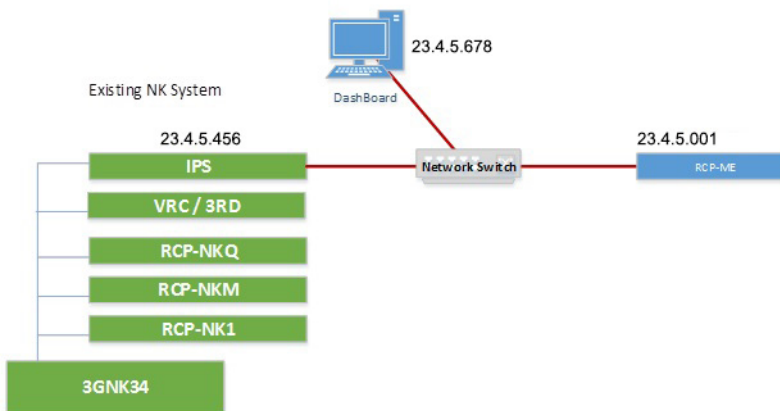 23.4.5.678
DashBoard
Existing NK System
23.4.5.456
23.4.5.001
IPS
Network Switch
RCP-ME
VRC / 3RD
RCP-NKQ
RCP-NKM
RCP-NK1
3GNK34